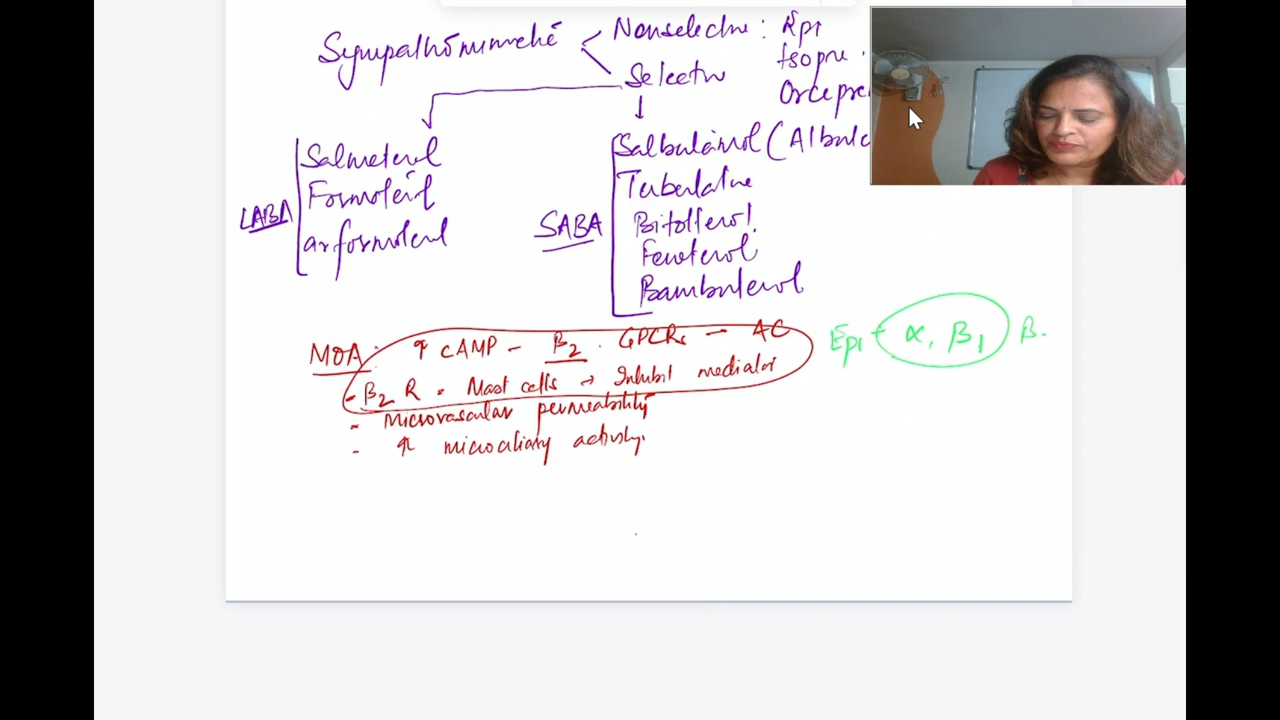 Sympathomimetic < Nonselective : Epi
Isopre
Selective
Orcipre
Salmeterol
Formoterol
arformoterol
LABA
Salbutamol (Albute
Terbutaline
Bitolterol
Fenoterol
Bambuterol
SABA
MOA : ↑ cAMP - β2 . GPCRs - AC
- β2 R - Mast cells → Inhibit mediator
- Microvascular permeability
- ↑ microciliary activity.
Epi - α, β1 β